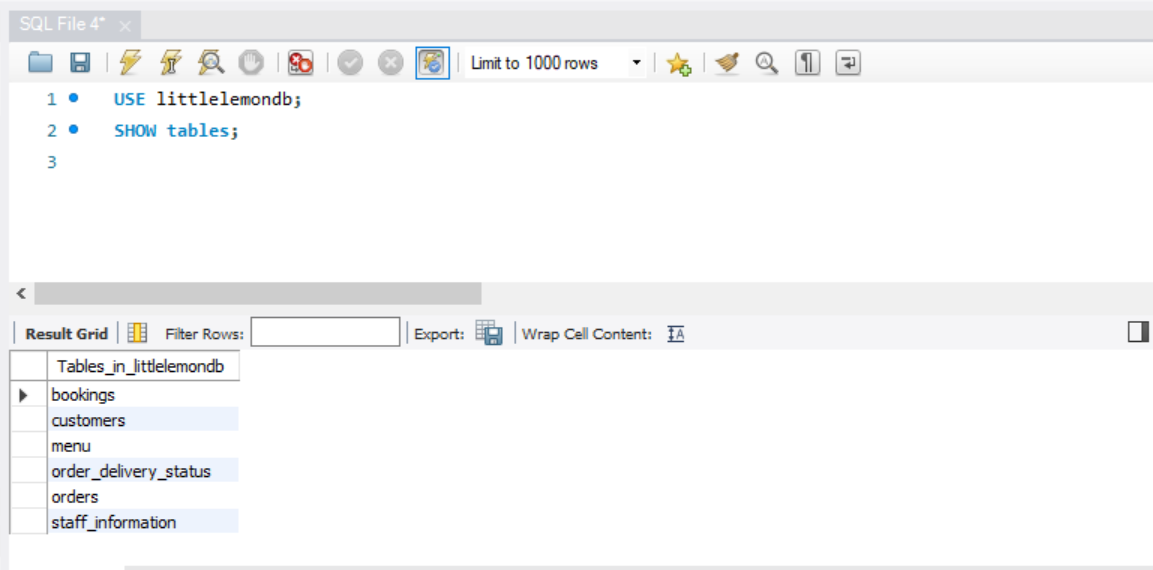 SQL File 4*
Limit to 1000 rows
1 USE littlelemondb;
2 SHOW tables;
3
Result Grid Filter Rows: Export: Wrap Cell Content:
Tables_in_littlelemondb
bookings
customers
menu
order_delivery_status
orders
staff_information